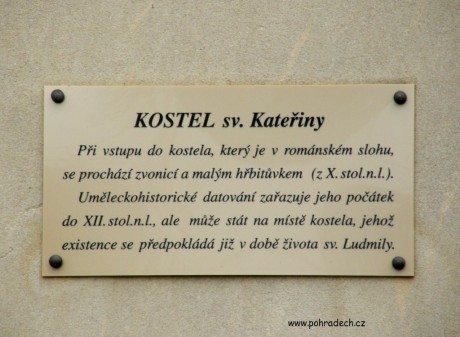 KOSTEL sv. Kateřiny
Při vstupu do kostela, který je v románském slohu,
se prochází zvonicí a malým hřbitůvkem (z X. stol.n.l.).
Uměleckohistorické datování zařazuje jeho počátek
do XII. stol.n.l., ale může stát na místě kostela, jehož
existence se předpokládá již v době života sv. Ludmily.
www.pohradech.cz